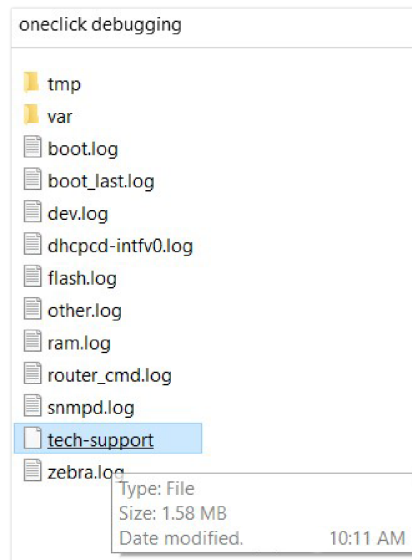 oneclick debugging
tmp
var
boot.log
boot_last.log
dev.log
dhcpcd-intfv0.log
flash.log
other.log
ram.log
router_cmd.log
snmpd.log
tech-support
zebra.log
Type: File
Size: 1.58 MB
Date modified. 10:11 AM